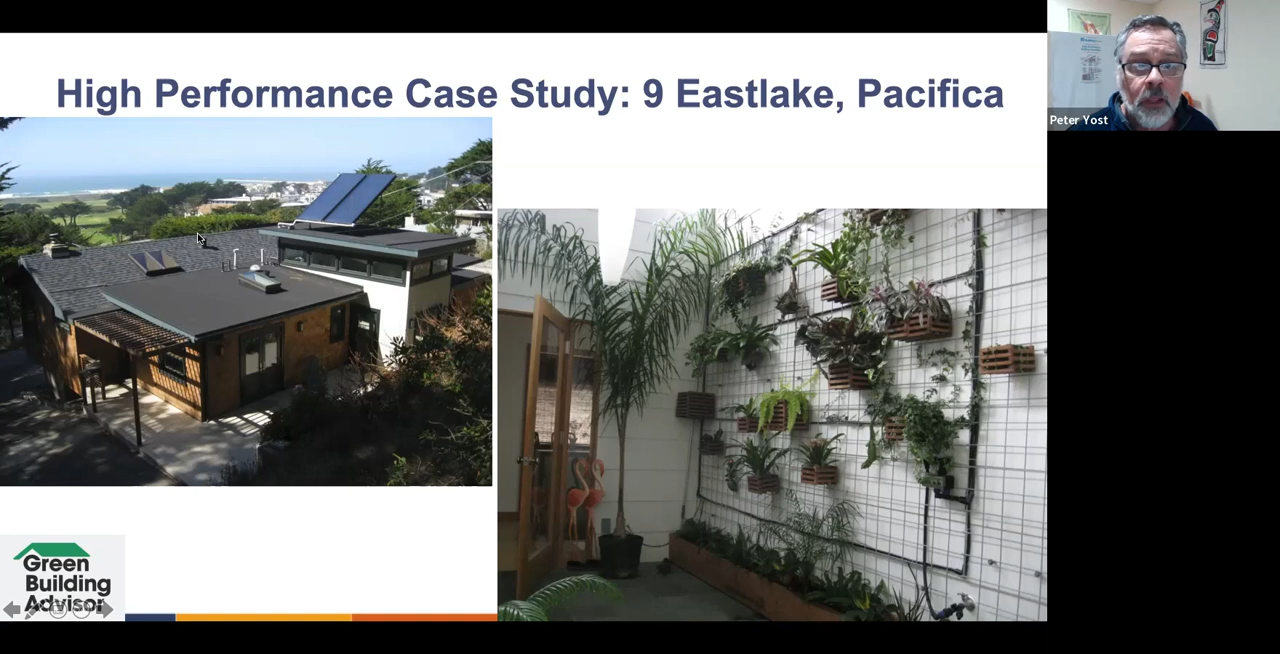 High Performance Case Study: 9 Eastlake, Pacifica
Peter Yost
Green
Building
Advisor